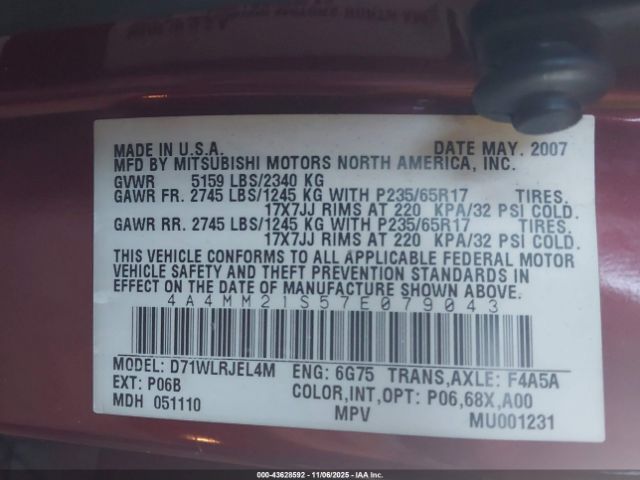 MADE IN U.S.A. DATE MAY. 2007
MFD BY MITSUBISHI MOTORS NORTH AMERICA, INC.
GVWR 5159 LBS/2340 KG
GAWR FR. 2745 LBS/1245 KG WITH P235/65R17 TIRES.
17X7JJ RIMS AT 220 KPA/32 PSI COLD.
GAWR RR. 2745 LBS/1245 KG WITH P235/65R17 TIRES.
17X7JJ RIMS AT 220 KPA/32 PSI COLD.
THIS VEHICLE CONFORMS TO ALL APPLICABLE FEDERAL MOTOR
VEHICLE SAFETY AND THEFT PREVENTION STANDARDS IN
EFFECT ON THE DATE OF MANUFACTURE SHOWN ABOVE.
4A4MM21S57E079043
MODEL: D71WLRJEL4M ENG: 6G75 TRANS,AXLE: F4A5A
EXT: P06B COLOR,INT,OPT: P06,68X,A00
MDH 051110 MPV MU001231
000-43628592 - 11/06/2025 - IAA Inc.